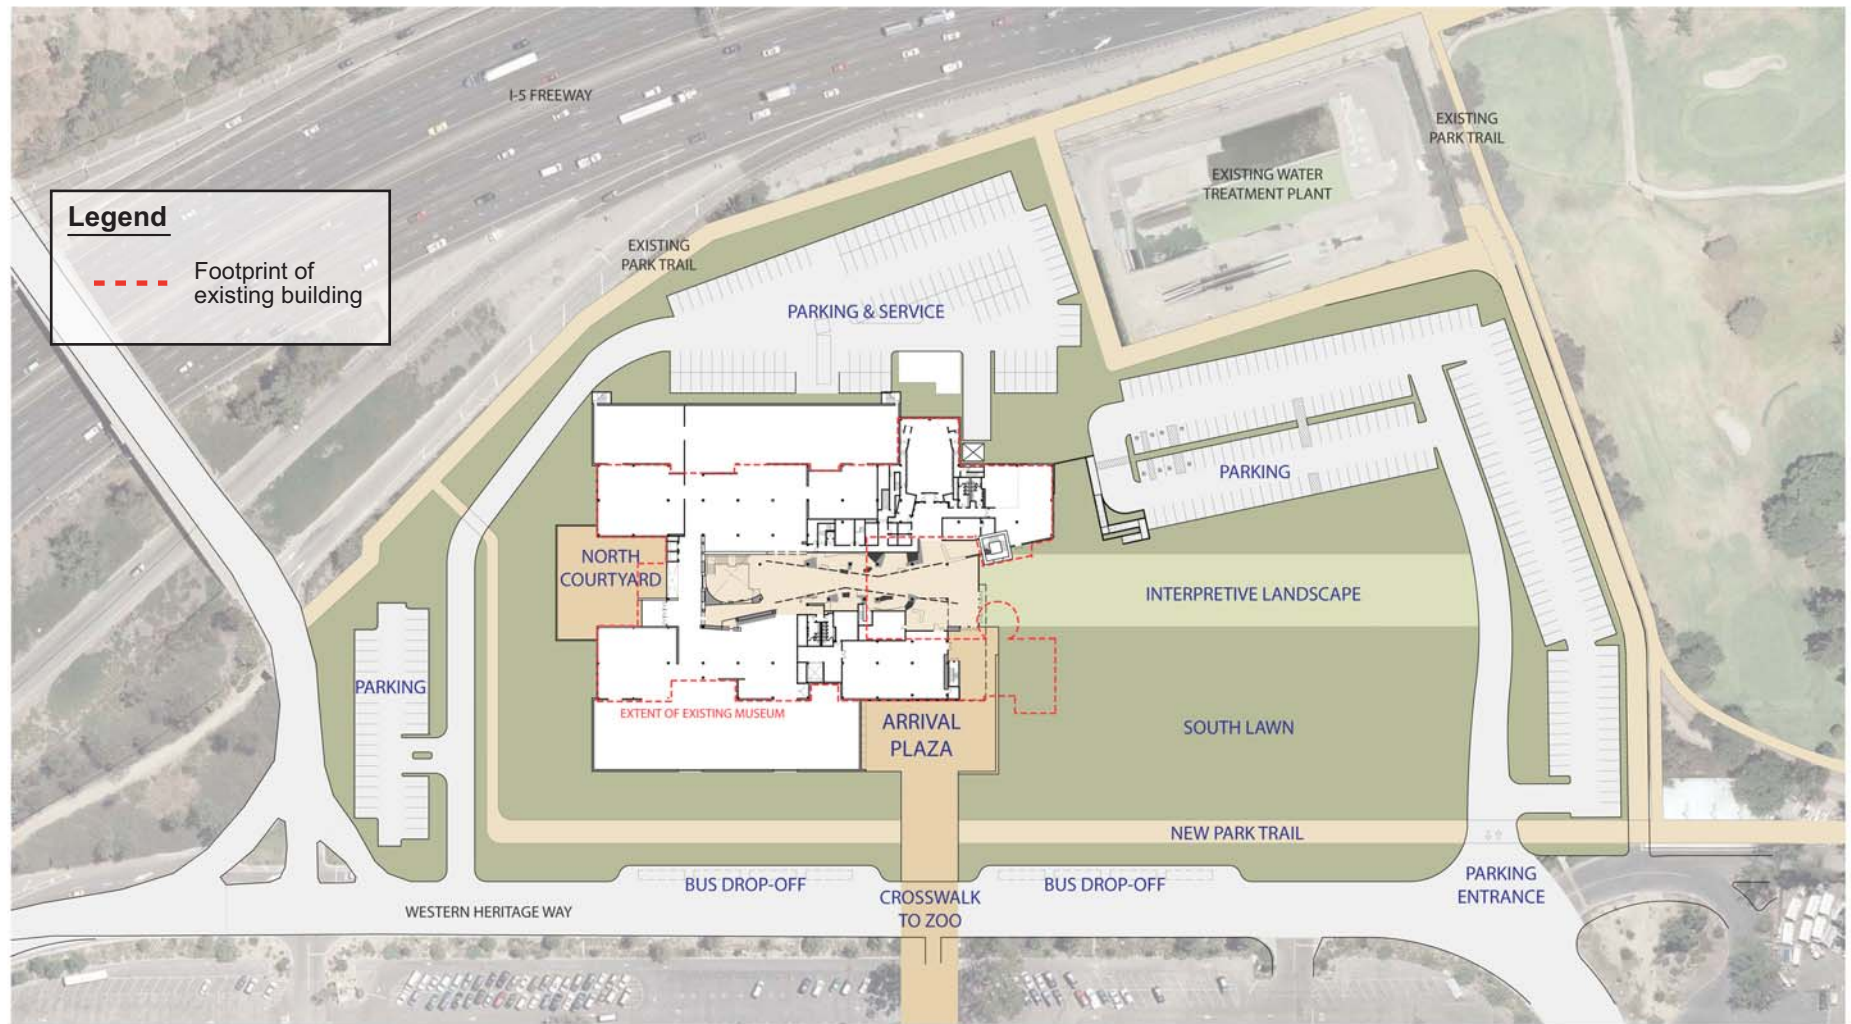 I-5 FREEWAY
EXISTING
PARK TRAIL
EXISTING WATER
TREATMENT PLANT
Legend
Footprint of
existing building
EXISTING
PARK TRAIL
PARKING & SERVICE
PARKING
NORTH
COURTYARD
INTERPRETIVE LANDSCAPE
PARKING
EXTENT OF EXISTING MUSEUM
ARRIVAL
PLAZA
SOUTH LAWN
NEW PARK TRAIL
BUS DROP-OFF
BUS DROP-OFF
PARKING
ENTRANCE
CROSSWALK
TO ZOO
WESTERN HERITAGE WAY